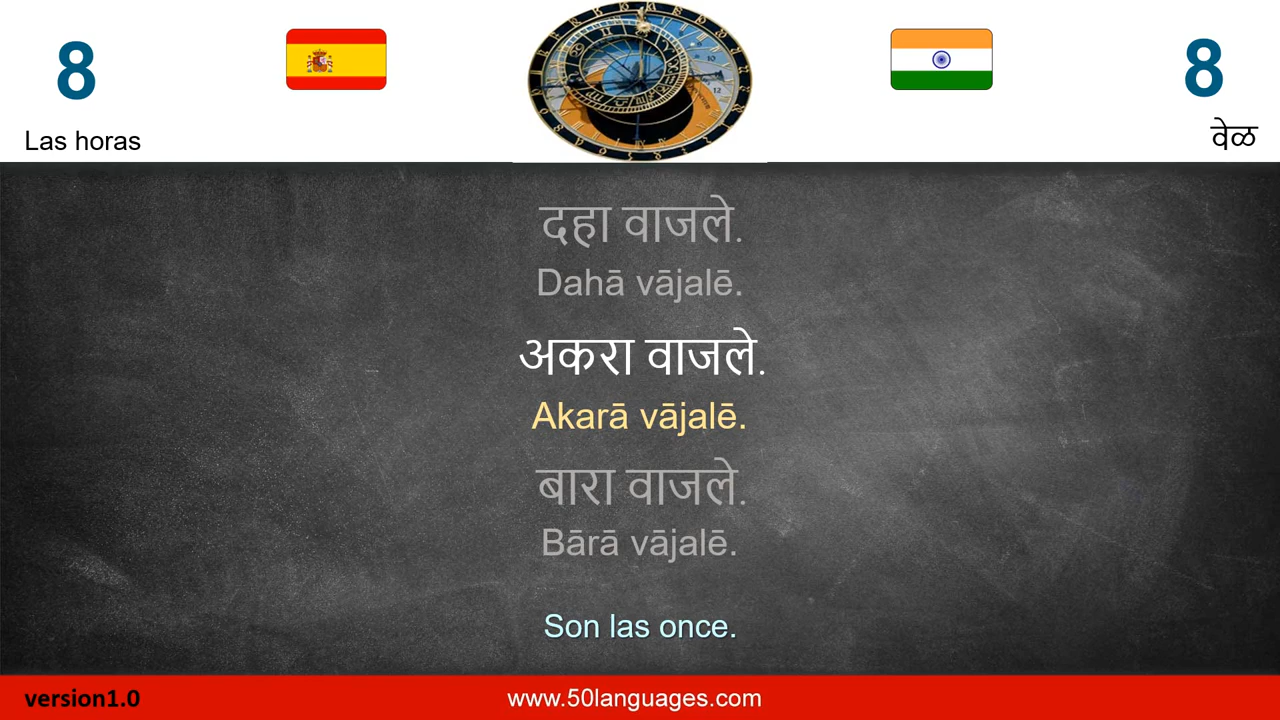 8
8
Las horas
वेळ
दहा वाजले.
Dahā vājalē.
अकरा वाजले.
Akarā vājalē.
बारा वाजले.
Bārā vājalē.
Son las once.
version1.0
www.50languages.com